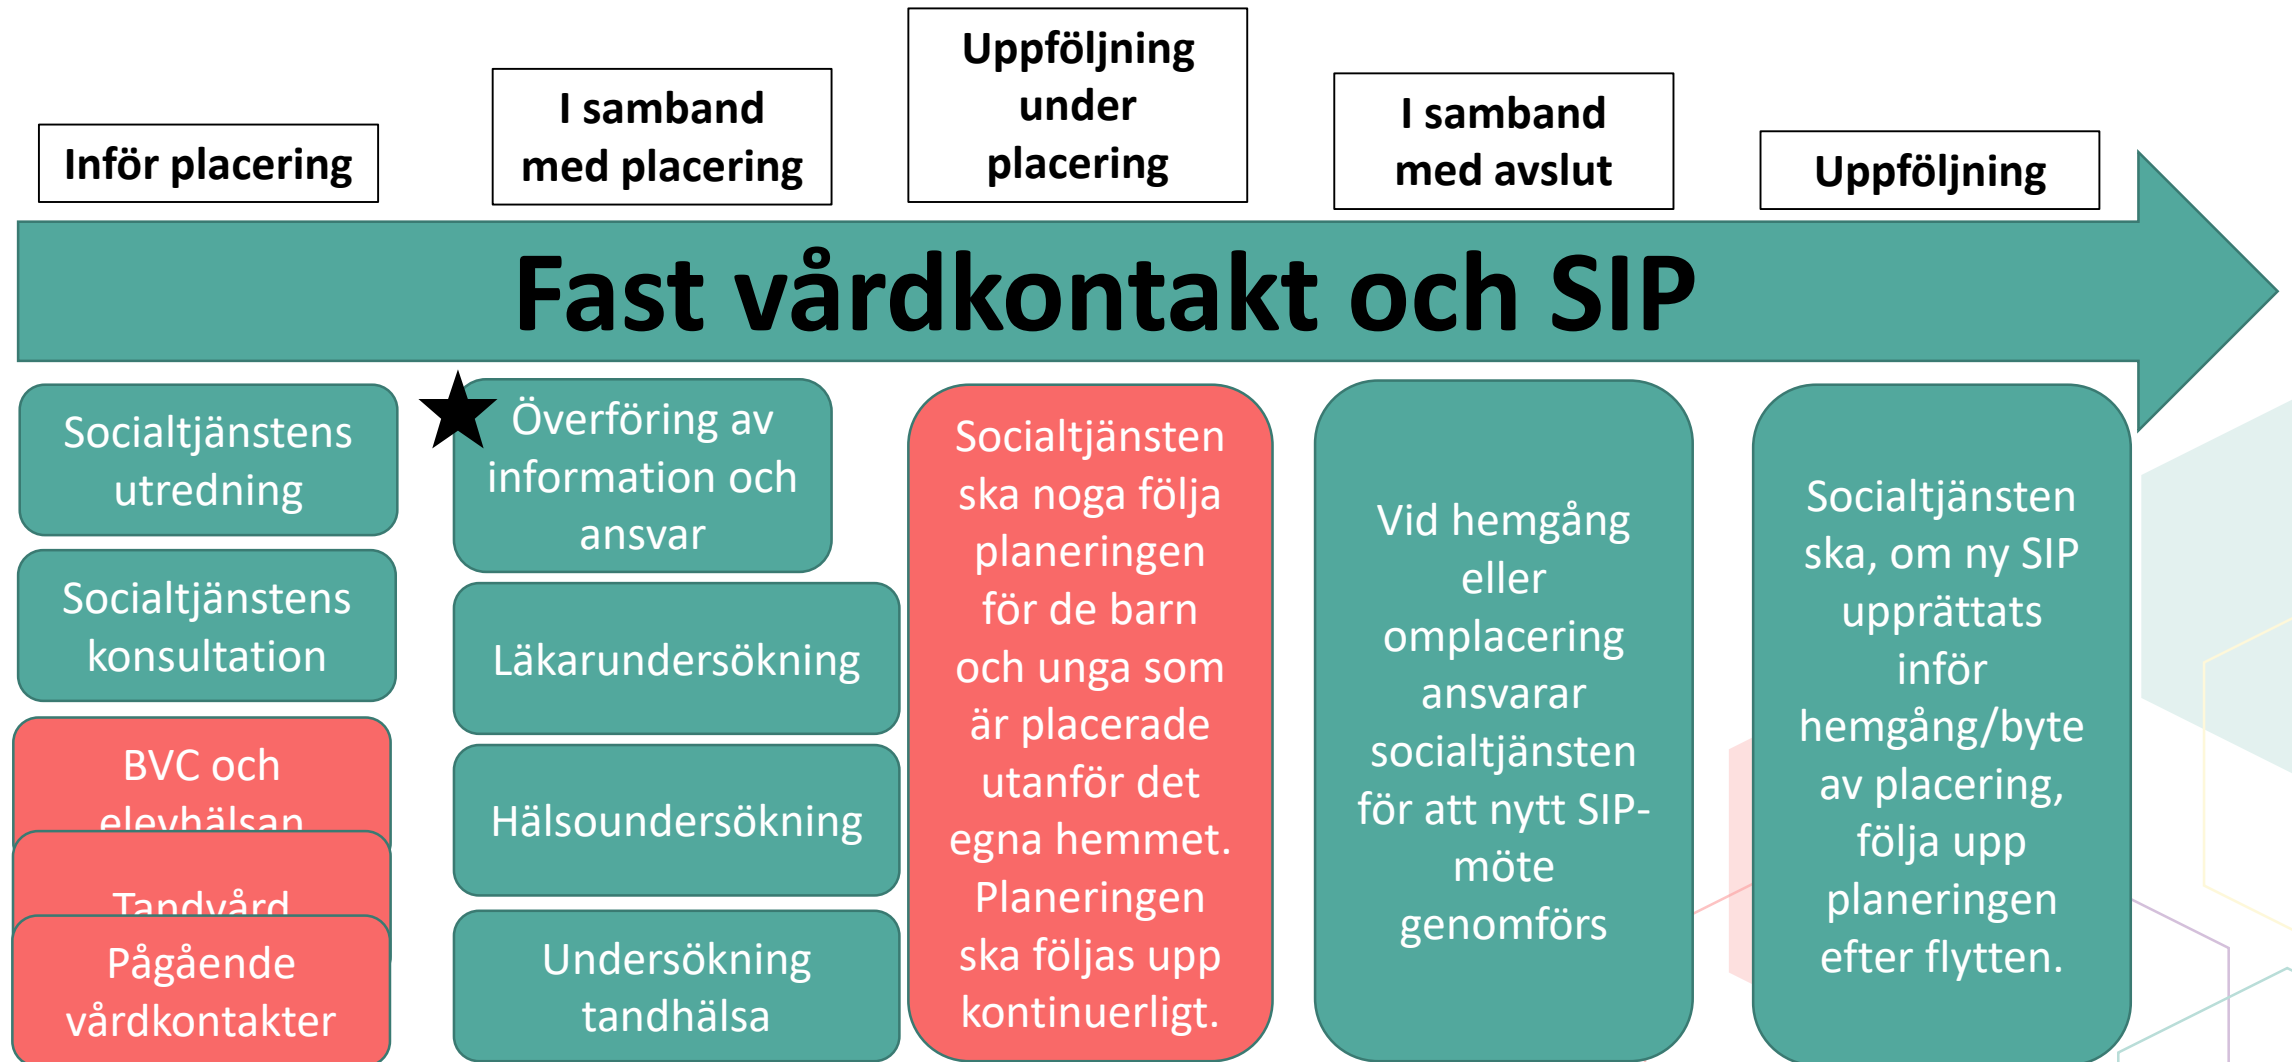 Inför placering
I samband
med placering
Uppföljning
under
placering
I samband
med avslut
Uppföljning
Fast vårdkontakt och SIP
Socialtjänstens
utredning
Socialtjänstens
konsultation
BVC och
elevhälsan
Tandvård
Pågående
vårdkontakter
Överföring av
information och
ansvar
Läkarundersökning
Hälsoundersökning
Undersökning
tandhälsa
Socialtjänsten
ska noga följa
planeringen
för de barn
och unga som
är placerade
utanför det
egna hemmet.
Planeringen
ska följas upp
kontinuerligt.
Vid hemgång
eller
omplacering
ansvarar
socialtjänsten
för att nytt SIP-
möte
genomförs
Socialtjänsten
ska, om ny SIP
upprättats
inför
hemgång/byte
av placering,
följa upp
planeringen
efter flytten.